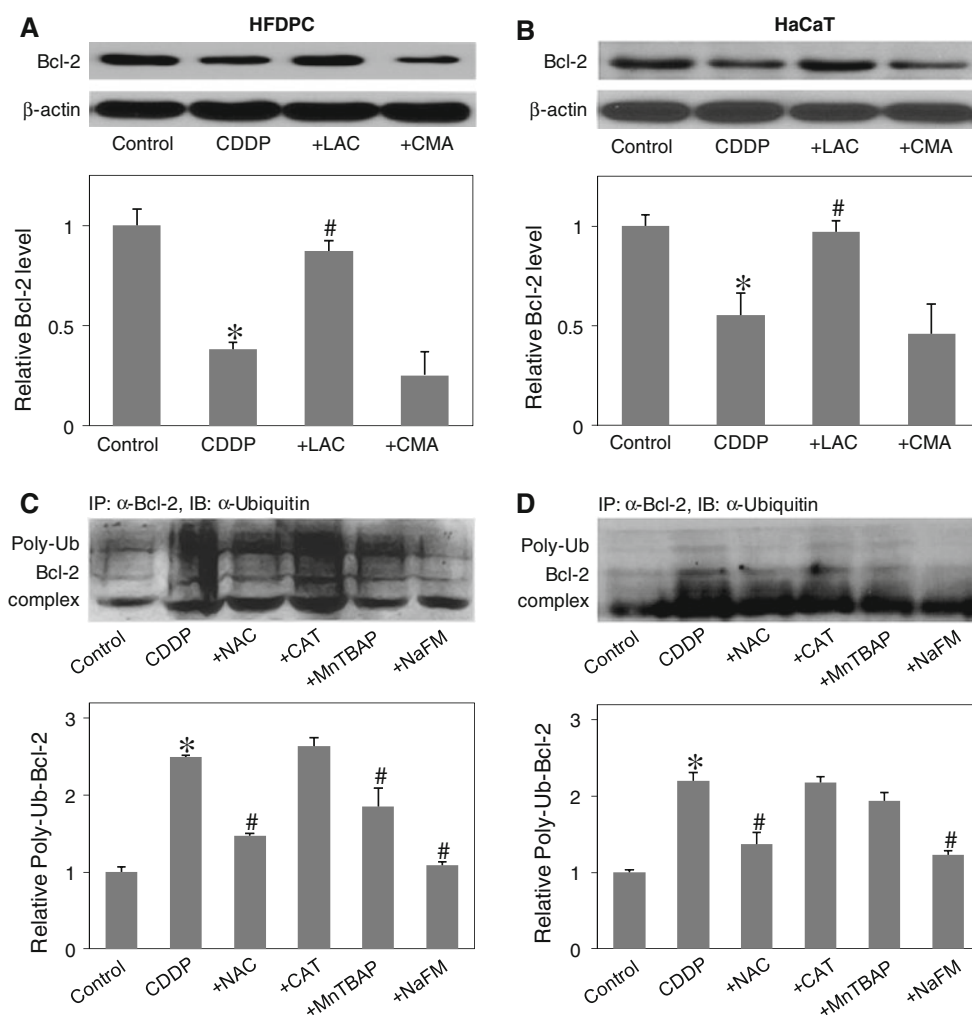 A
HFDPC
Bcl-2
β-actin
Control CDDP +LAC +CMA
Relative Bcl-2 level
1
0.5
0
*
#
Control CDDP +LAC +CMA
B
HaCaT
Bcl-2
β-actin
Control CDDP +LAC +CMA
Relative Bcl-2 level
1
0.5
0
*
#
Control CDDP +LAC +CMA
C
IP: α-Bcl-2, IB: α-Ubiquitin
Poly-Ub
Bcl-2
complex
Control CDDP +NAC +CAT +MnTBAP +NaFM
Relative Poly-Ub-Bcl-2
3
2
1
0
*
#
#
#
Control CDDP +NAC +CAT +MnTBAP +NaFM
D
IP: α-Bcl-2, IB: α-Ubiquitin
Poly-Ub
Bcl-2
complex
Control CDDP +NAC +CAT +MnTBAP +NaFM
Relative Poly-Ub-Bcl-2
3
2
1
0
*
#
#
Control CDDP +NAC +CAT +MnTBAP +NaFM